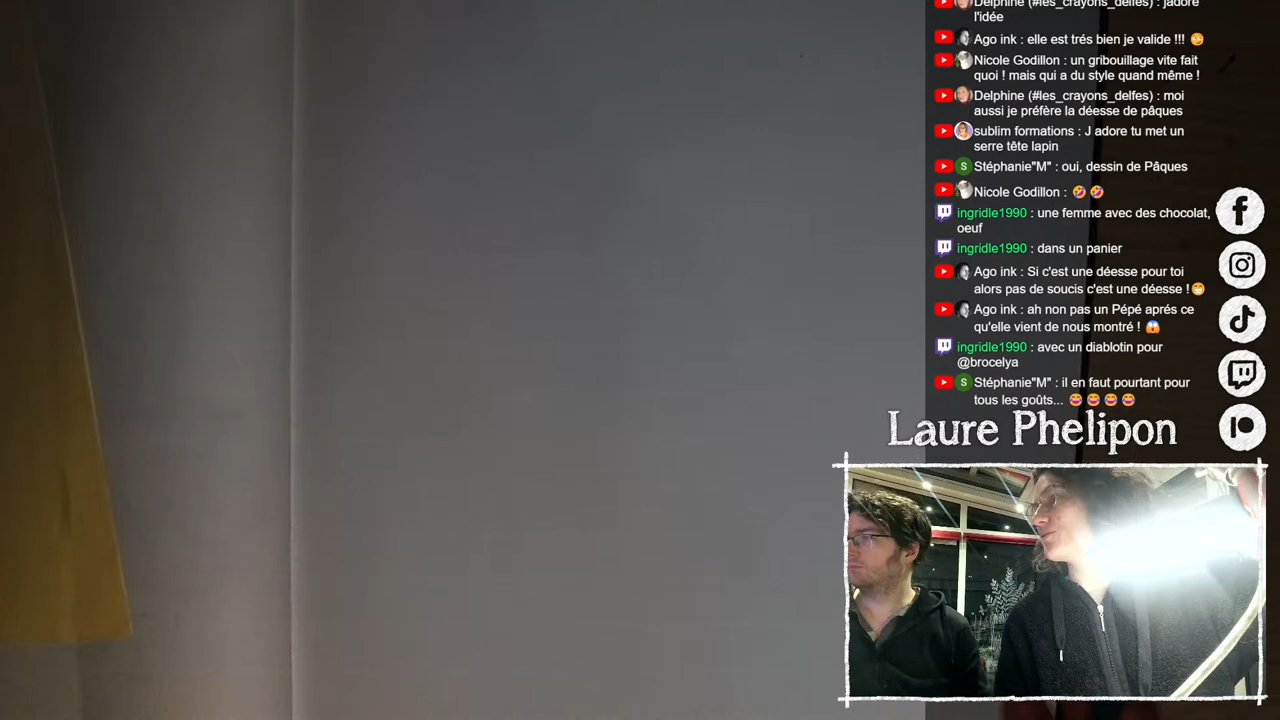 Delphine (#les_crayons_delfes) : jadore
l'idée
Ago ink : elle est trés bien je valide !!!
Nicole Godillon : un gribouillage vite fait
quoi ! mais qui a du style quand même !
Delphine (#les_crayons_delfes) : moi
aussi je préfère la déesse de pâques
sublim formations : J adore tu met un
serre tête lapin
S Stéphanie"M" : oui, dessin de Pâques
Nicole Godillon : 🤣🤣
ingridle1990 : une femme avec des chocolat,
oeuf
ingridle1990 : dans un panier
Ago ink : Si c'est une déesse pour toi
alors pas de soucis c'est une déesse !😁
Ago ink : ah non pas un Pépé aprés ce
qu'elle vient de nous montré ! 😱
ingridle1990 : avec un diablotin pour
@brocelya
S Stéphanie"M" : il en faut pourtant pour
tous les goûts... 😂😂😂😂
Laure Phelipon